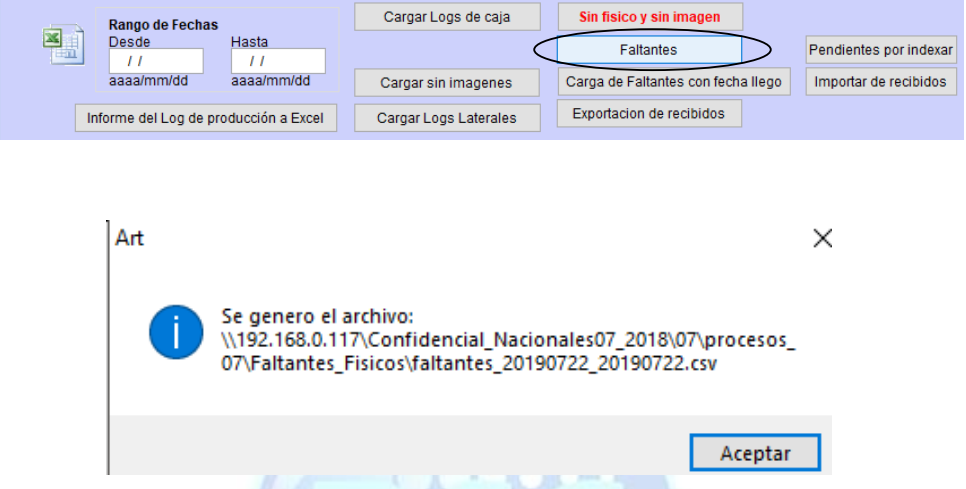 Rango de Fechas
Desde Hasta
/ / / /
aaaa/mm/dd aaaa/mm/dd
Informe del Log de producción a Excel
Cargar Logs de caja
Cargar sin imagenes
Cargar Logs Laterales
Sin fisico y sin imagen
Faltantes
Carga de Faltantes con fecha llego
Exportacion de recibidos
Pendientes por indexar
Importar de recibidos
Art
Se genero el archivo:
\\192.168.0.117\Confidencial_Nacionales07_2018\07\procesos_
07\Faltantes_Fisicos\faltantes_20190722_20190722.csv
Aceptar